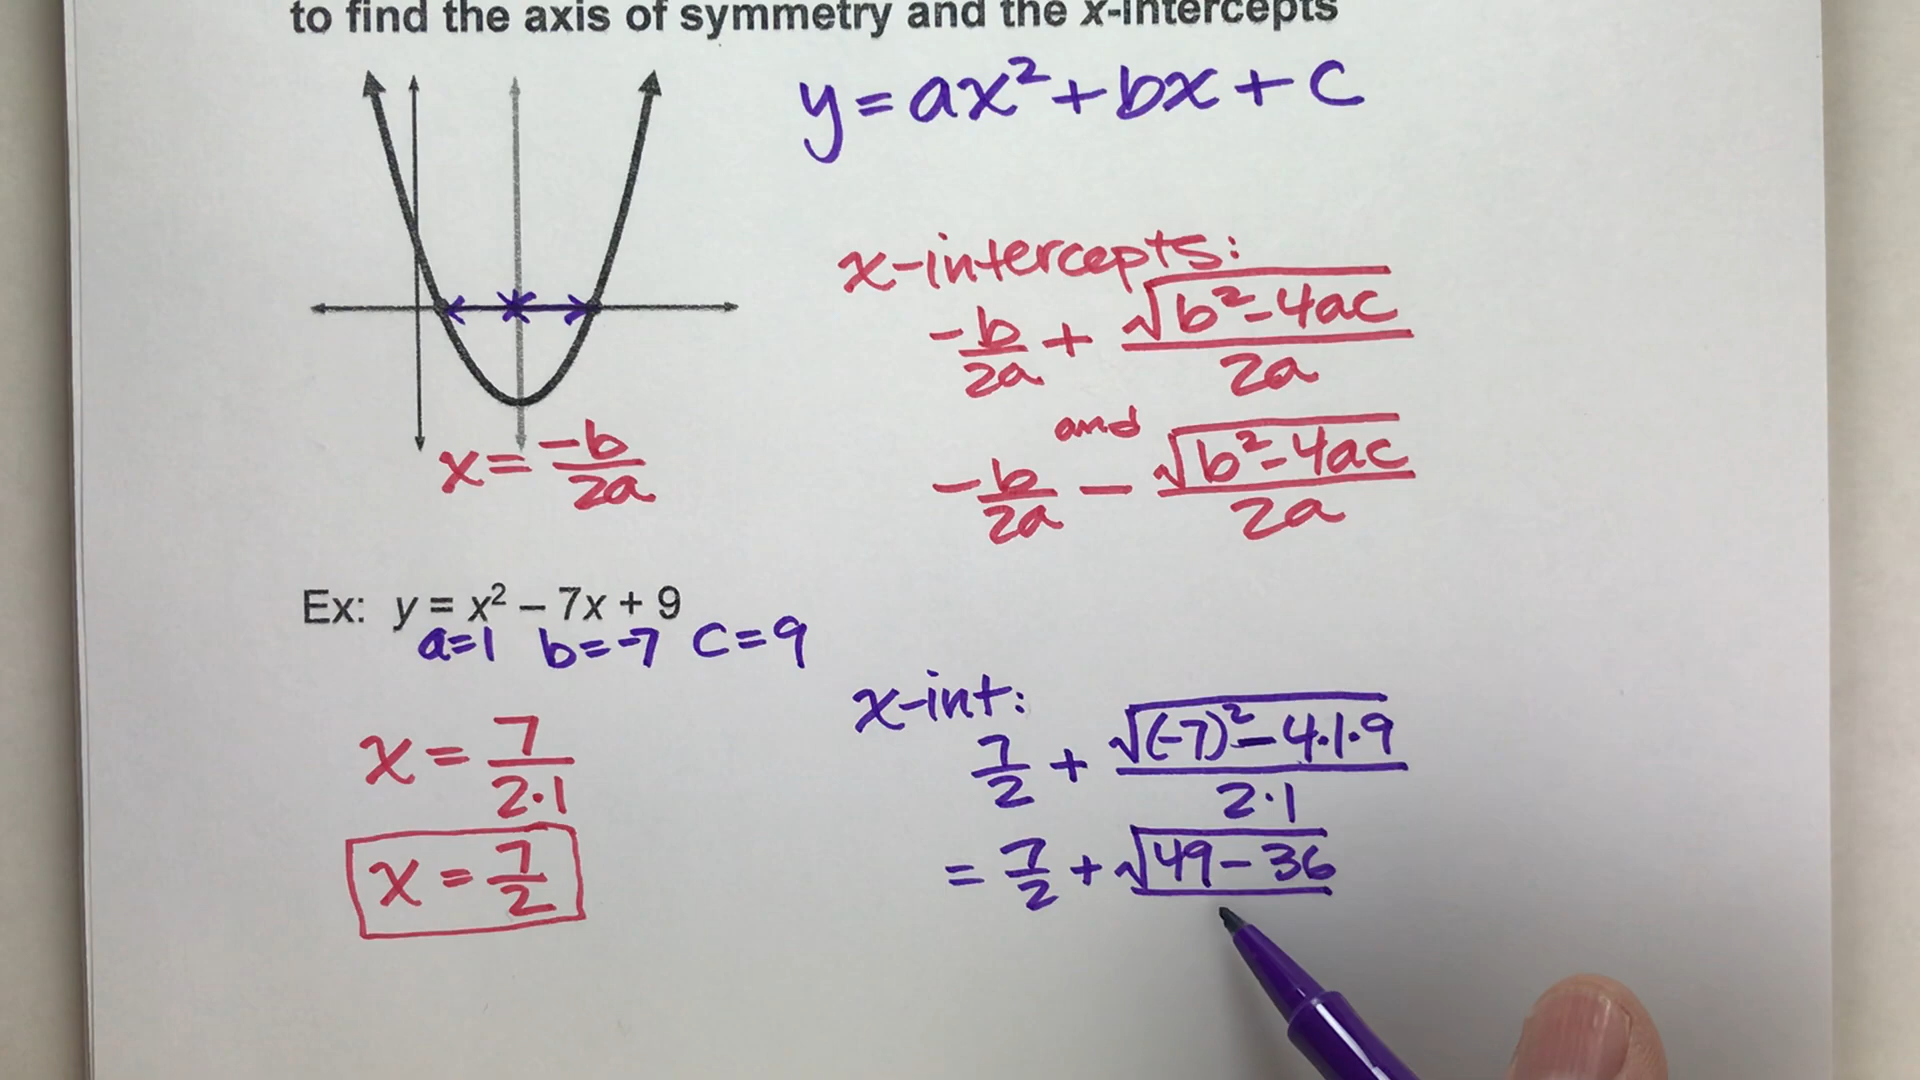 to find the axis of symmetry and the x-intercepts
y = ax² + bx + c
x-intercepts:
-b/2a + √(b²-4ac)/2a
and
-b/2a - √(b²-4ac)/2a
x = -b/2a
Ex: y = x² – 7x + 9
a=1 b=-7 c=9
x = 7/2·1
x = 7/2
x-int:
7/2 + √((-7)²-4·1·9)/2·1
= 7/2 + √(49-36)